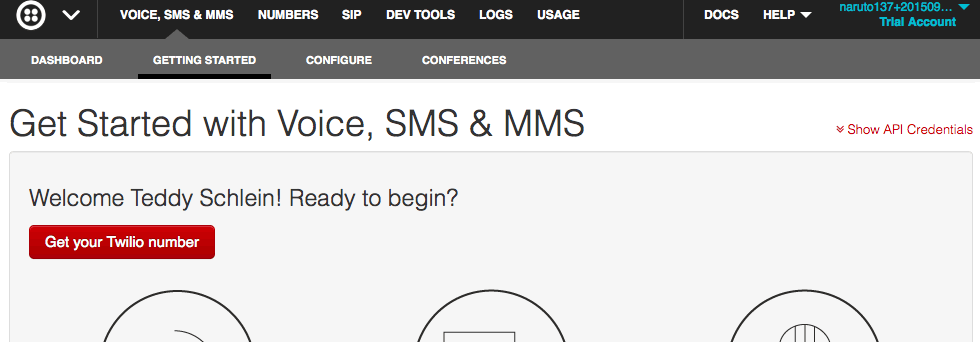 VOICE, SMS & MMS NUMBERS SIP DEV TOOLS LOGS USAGE DOCS HELP naruto137+201509...
Trial Account
DASHBOARD GETTING STARTED CONFIGURE CONFERENCES
Get Started with Voice, SMS & MMS
Show API Credentials
Welcome Teddy Schlein! Ready to begin?
Get your Twilio number